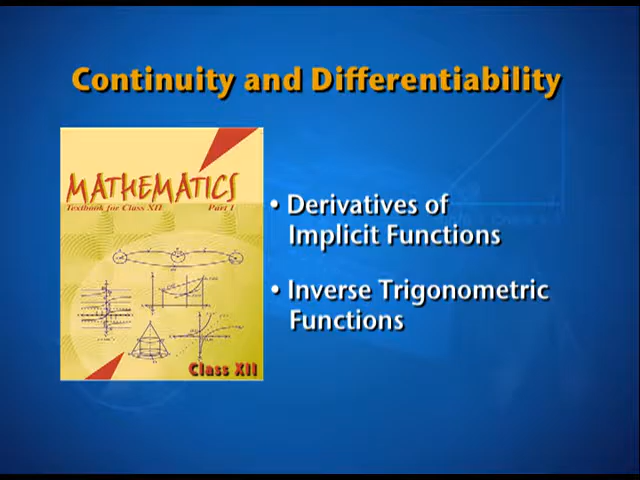 Continuity and Differentiability
MATHEMATICS
Textbook for Class XII Part I
• Derivatives of
Implicit Functions
• Inverse Trigonometric
Functions
Class XII